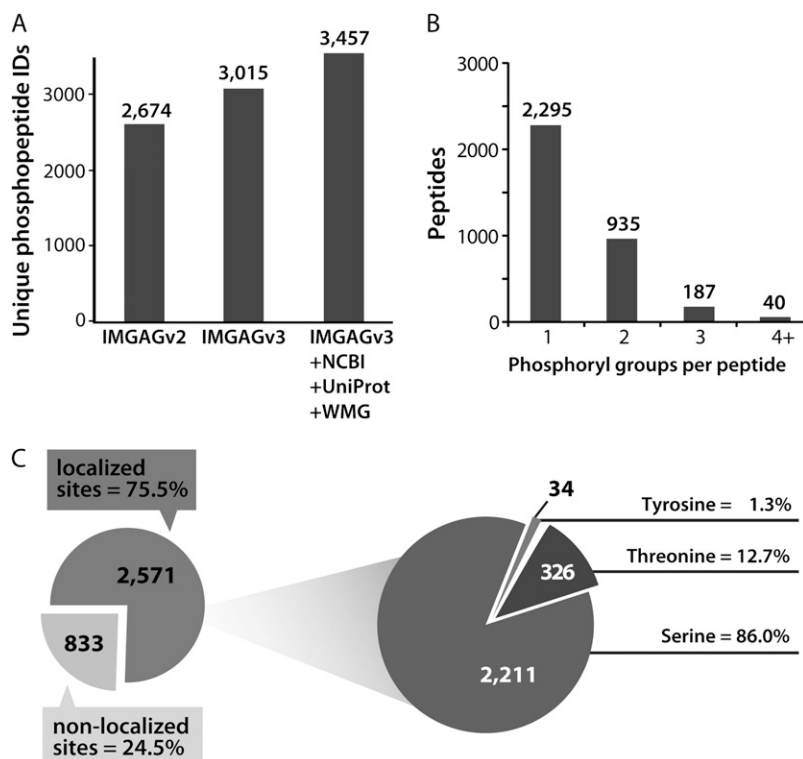 A
Unique phosphopeptide IDs
3000
2000
1000
0
2,674
3,015
3,457
IMGAGv2
IMGAGv3
IMGAGv3
+NCBI
+UniProt
+WMG
B
Peptides
3000
2000
1000
0
2,295
935
187
40
1
2
3
4+
Phosphoryl groups per peptide
C
localized
sites = 75.5%
2,571
833
non-localized
sites = 24.5%
34
326
2,211
Tyrosine = 1.3%
Threonine = 12.7%
Serine = 86.0%